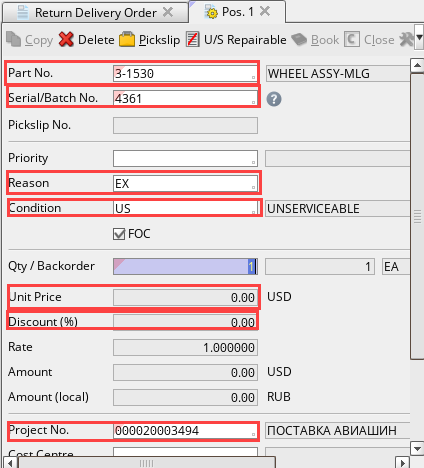 Return Delivery Order Pos. 1
Copy Delete Pickslip U/S Repairable Book Close
Part No. 3-1530 WHEEL ASSY-MLG
Serial/Batch No. 4361
Pickslip No.
Priority
Reason EX
Condition US UNSERVICEABLE
FOC
Qty / Backorder 1 1 EA
Unit Price 0.00 USD
Discount (%) 0.00
Rate 1.000000
Amount 0.00 USD
Amount (local) 0.00 RUB
Project No. 000020003494 ПОСТАВКА АВИАШИН
Cost Centre